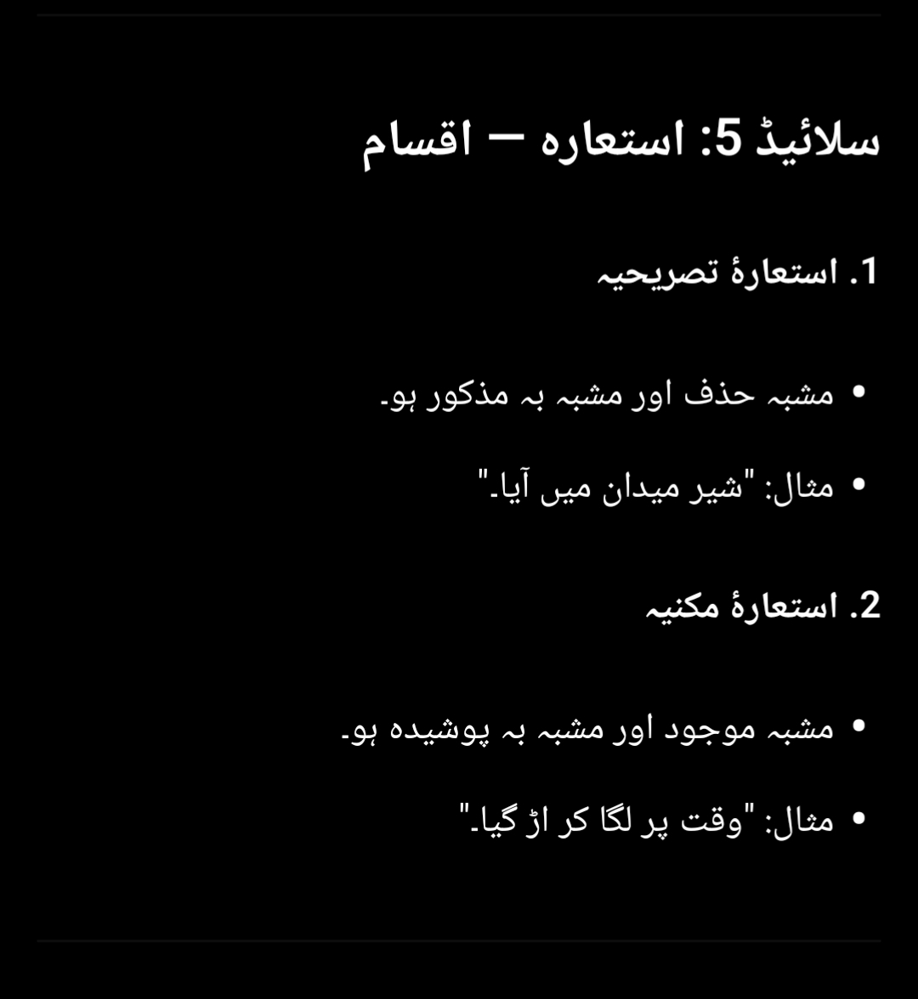 سلائیڈ 5: استعارہ — اقسام
1. استعارۂ تصریحیہ
• مشبہ حذف اور مشبہ بہ مذکور ہو۔
• مثال: "شیر میدان میں آیا۔"
2. استعارۂ مکنیہ
• مشبہ موجود اور مشبہ بہ پوشیدہ ہو۔
• مثال: "وقت پر لگا کر اڑ گیا۔"